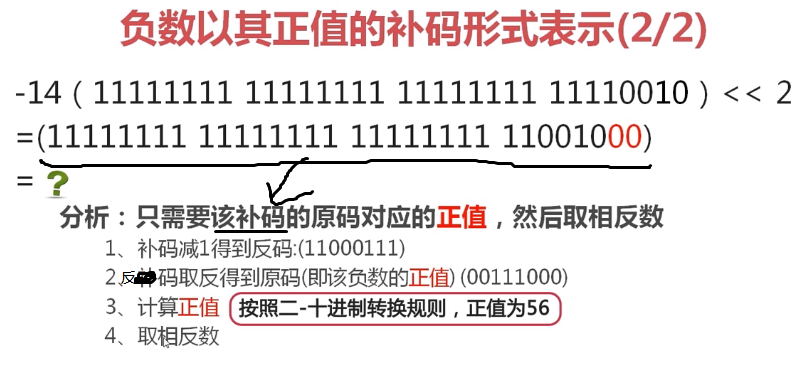 负数以其正值的补码形式表示(2/2)
-14 ( 11111111 11111111 11111111 11110010 ) << 2
=(11111111 11111111 11111111 11001000)
= ?
分析：只需要该补码的原码对应的正值，然后取相反数
1、补码减1得到反码:(11000111)
2、反码取反得到原码(即该负数的正值) (00111000)
3、计算正值 按照二-十进制转换规则，正值为56
4、取相反数